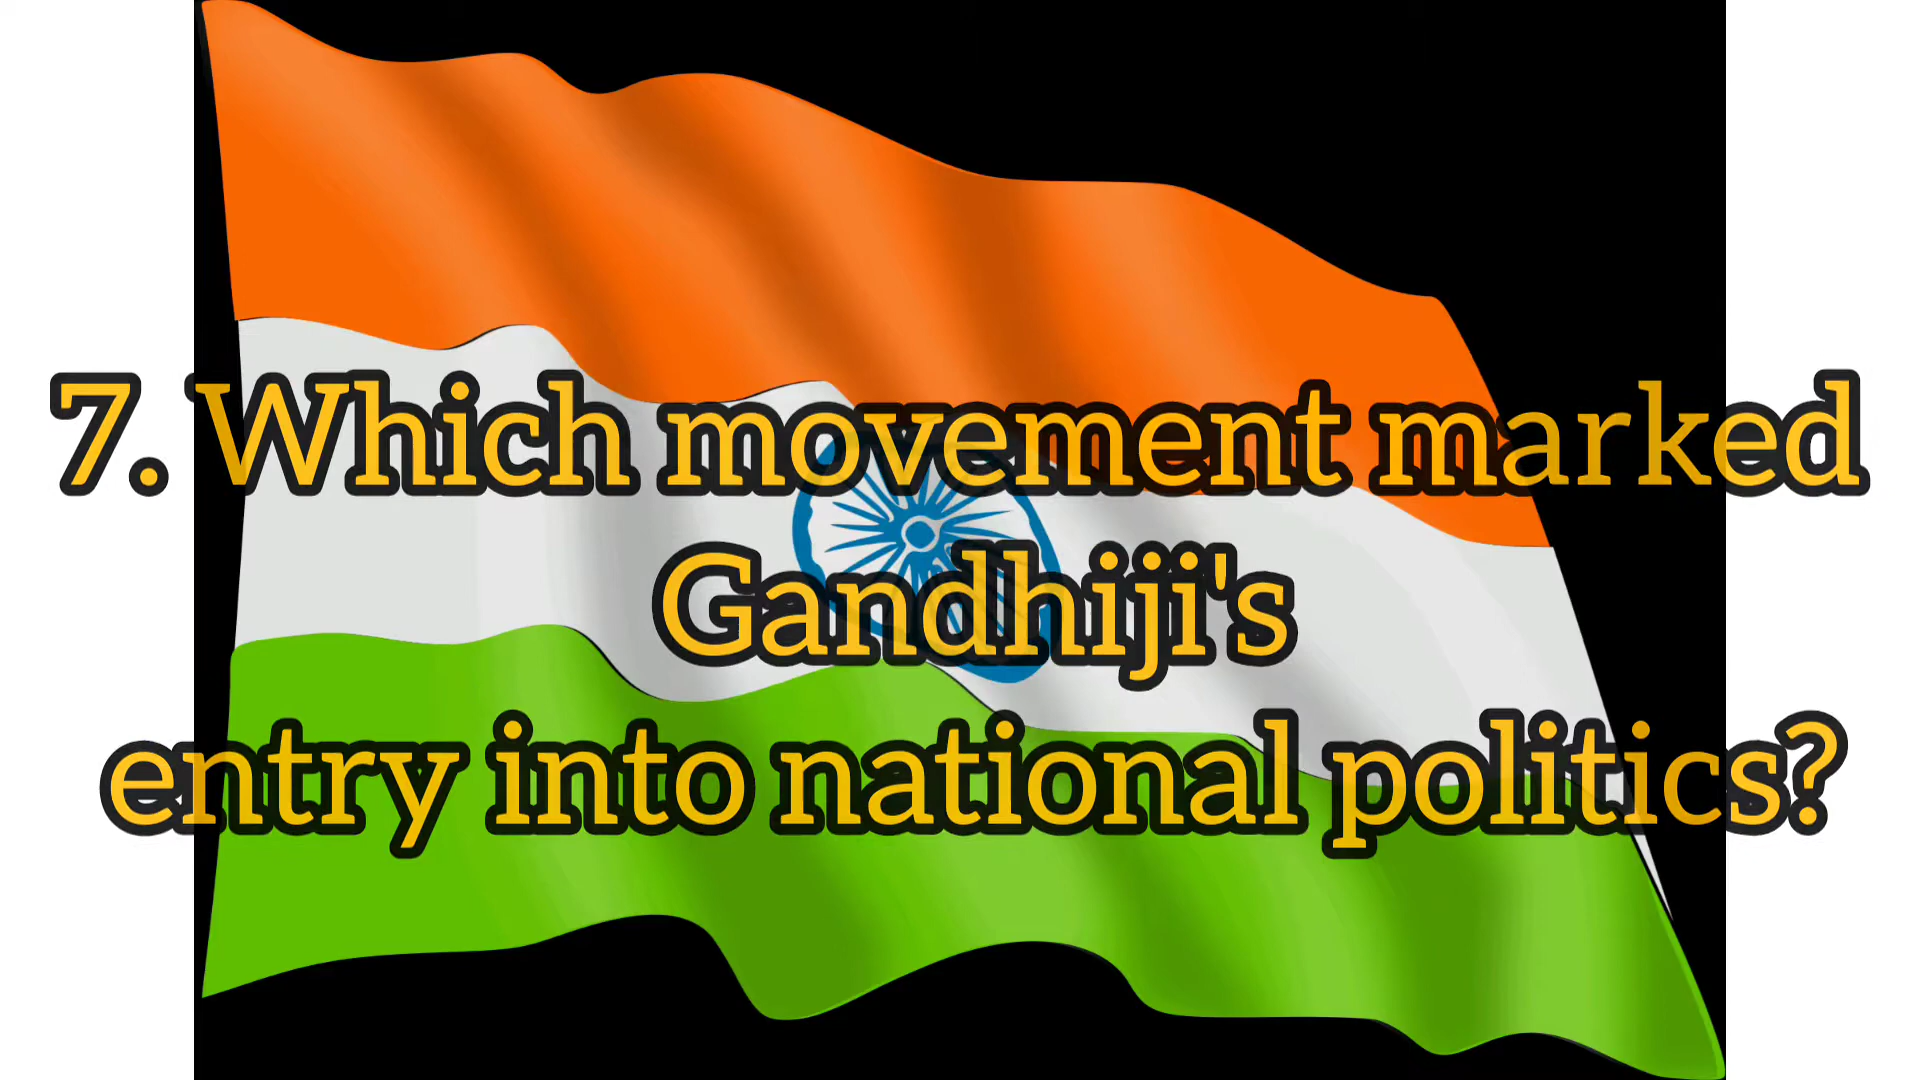 7. Which movement marked
Gandhiji's
entry into national politics?